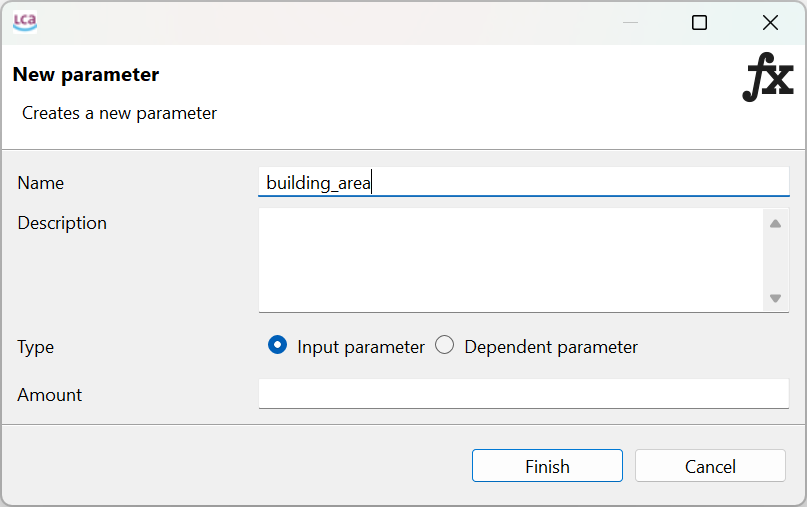 LCA
New parameter
fx
Creates a new parameter
Name building_area
Description
Type Input parameter Dependent parameter
Amount
Finish Cancel